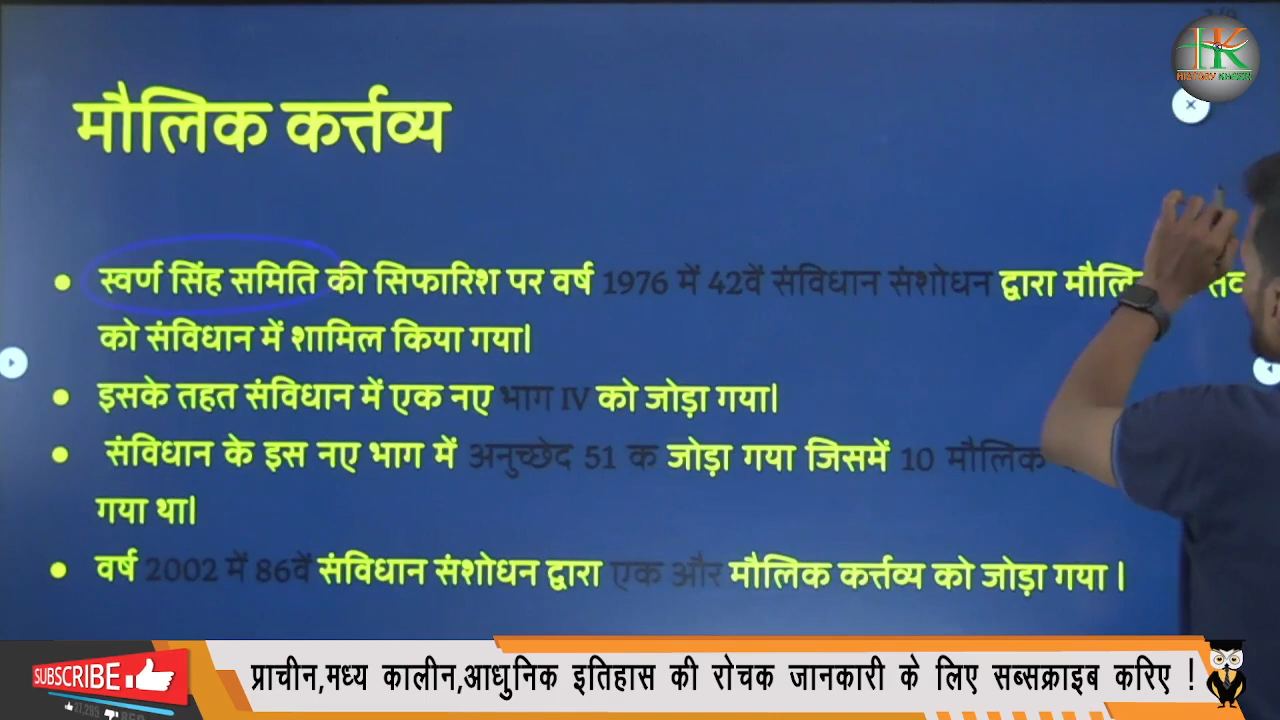 HK
HISTORY
मौलिक कर्त्तव्य
स्वर्ण सिंह समिति की सिफारिश पर वर्ष 1976 में 42वें संविधान संशोधन द्वारा
को संविधान में शामिल किया गया।
इसके तहत संविधान में एक नए भाग IV को जोड़ा गया।
संविधान के इस नए भाग में अनुच्छेद 51 क जोड़ा गया जिसमें 10 मौलिक
गया था।
वर्ष 2002 में 86वें संविधान संशोधन द्वारा एक और मौलिक कर्त्तव्य को जोड़ा गया ।
SUBSCRIBE
प्राचीन,मध्य कालीन,आधुनिक इतिहास की रोचक जानकारी के लिए सब्सक्राइब करिए !